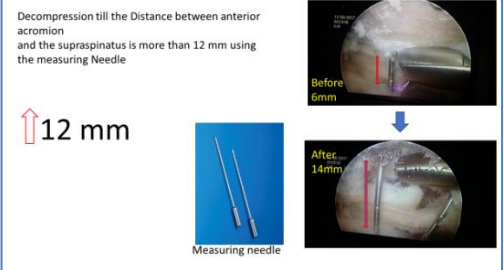 Decompression till the Distance between anterior
acromion
and the supraspinatus is more than 12 mm using
the measuring Needle
12 mm
Before
6mm
After
14mm
Measuring needle